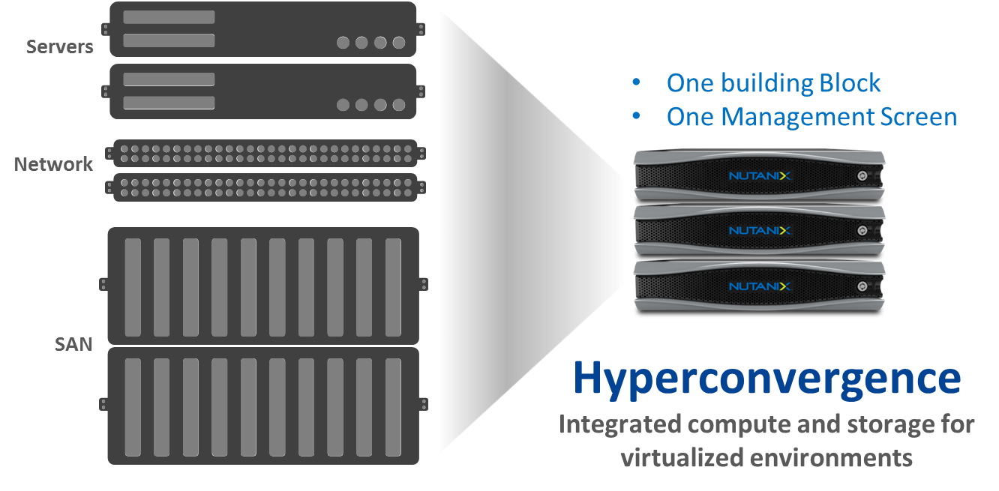 Servers
Network
SAN
• One building Block
• One Management Screen
NUTANIX
NUTANIX
NUTANIX
Hyperconvergence
Integrated compute and storage for
virtualized environments